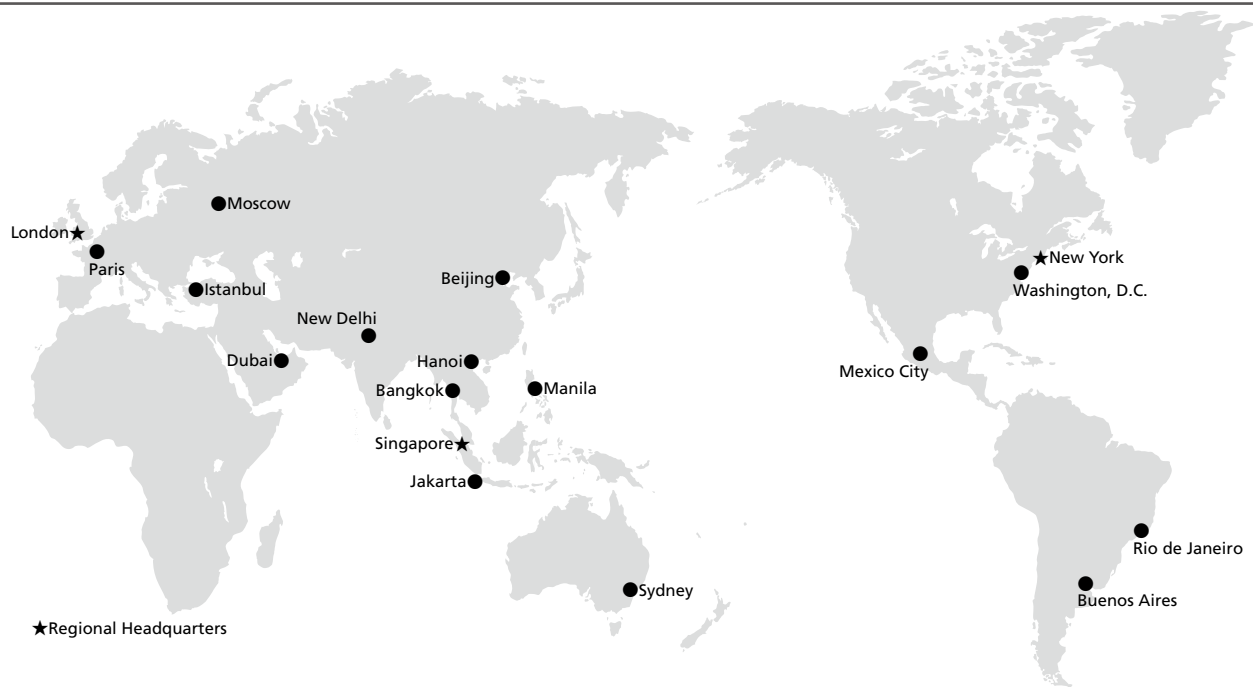 Moscow
London★
Paris
Istanbul
Beijing
New Delhi
Dubai
Hanoi
Bangkok
Manila
Singapore★
Jakarta
Sydney
★New York
Washington, D.C.
Mexico City
Rio de Janeiro
Buenos Aires
★Regional Headquarters